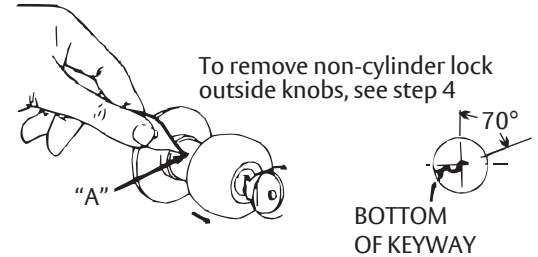 To remove non-cylinder lock
outside knobs, see step 4
70°
"A"
BOTTOM
OF KEYWAY